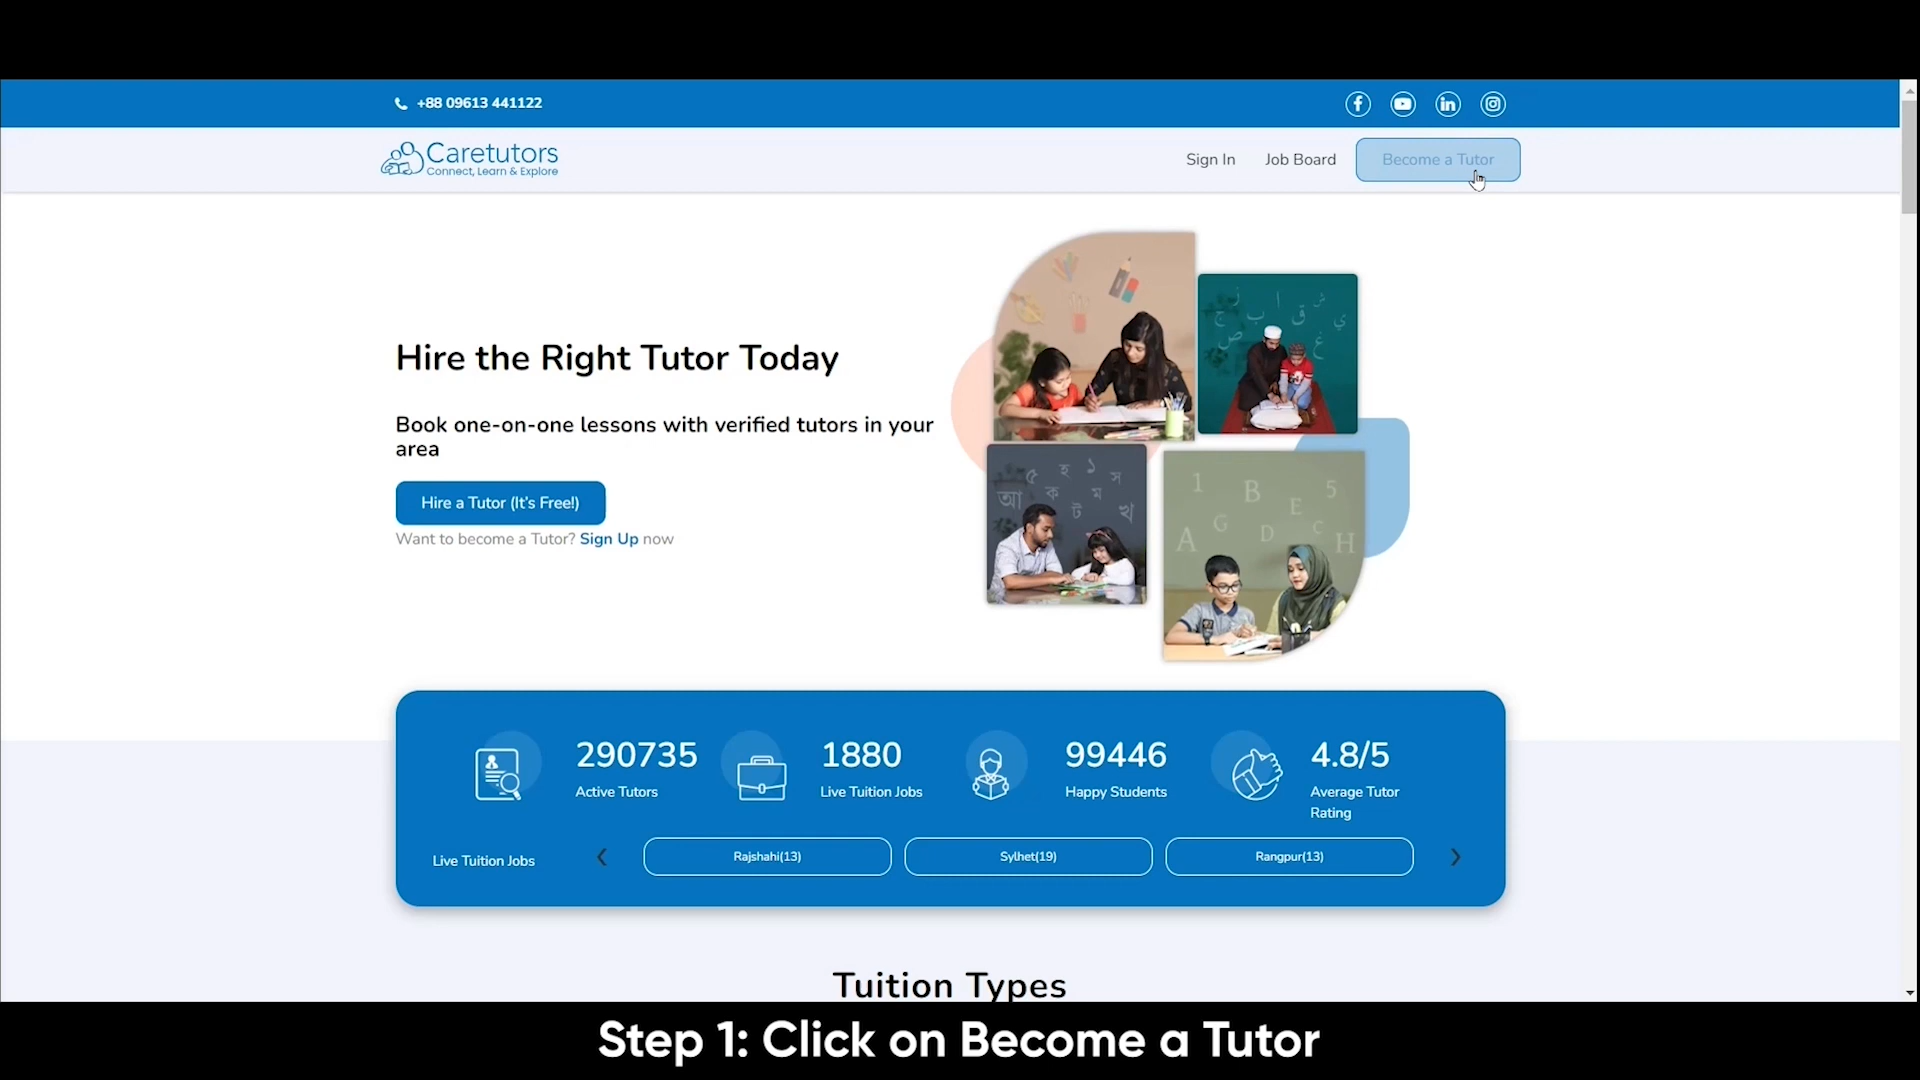 +88 09613 441122
Caretutors
Connect, Learn & Explore
Sign In
Job Board
Become a Tutor
Hire the Right Tutor Today
Book one-on-one lessons with verified tutors in your
area
Hire a Tutor (It's Free!)
Want to become a Tutor? Sign Up now
290735
Active Tutors
1880
Live Tuition Jobs
99446
Happy Students
4.8/5
Average Tutor
Rating
Live Tuition Jobs
Rajshahi(13)
Sylhet(19)
Rangpur(13)
Tuition Types
Step 1: Click on Become a Tutor